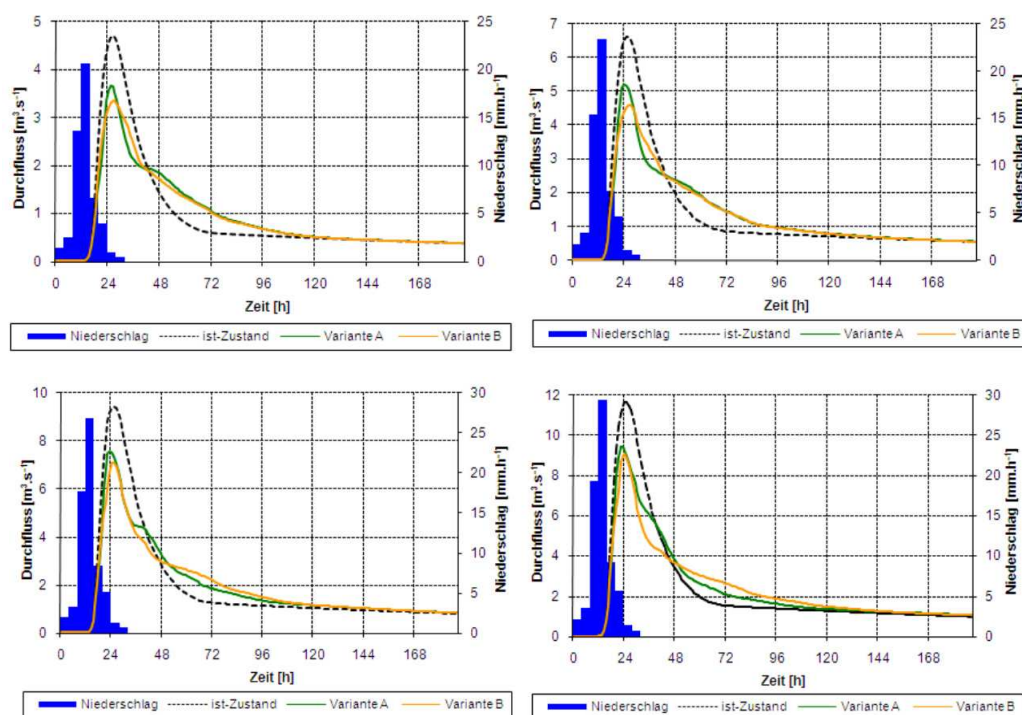 5
4
3
2
1
0
Durchfluss [m³.s⁻¹]
25
20
15
10
5
0
Niederschlag [mm.h⁻¹]
0 24 48 72 96 120 144 168
Zeit [h]
Niederschlag ist-Zustand Variante A Variante B
7
6
5
4
3
2
1
0
Durchfluss [m³.s⁻¹]
25
20
15
10
5
0
Niederschlag [mm.h⁻¹]
0 24 48 72 96 120 144 168
Zeit [h]
Niederschlag ist-Zustand Variante A Variante B
10
8
6
4
2
0
Durchfluss [m³.s⁻¹]
30
25
20
15
10
5
0
Niederschlag [mm.h⁻¹]
0 24 48 72 96 120 144 168
Zeit [h]
Niederschlag ist-Zustand Variante A Variante B
12
10
8
6
4
2
0
Durchfluss [m³.s⁻¹]
30
25
20
15
10
5
0
Niederschlag [mm.h⁻¹]
0 24 48 72 96 120 144 168
Zeit [h]
Niederschlag ist-Zustand Variante A Variante B